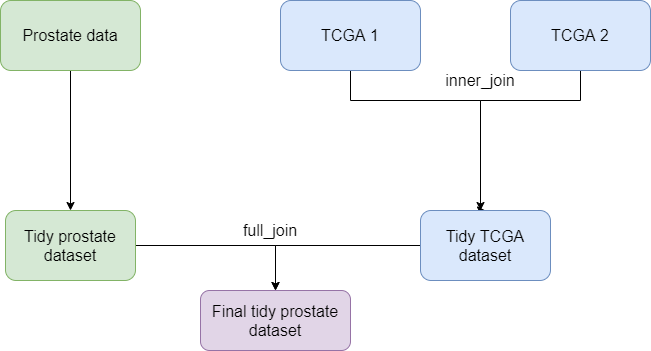 Prostate data
TCGA 1
TCGA 2
inner_join
Tidy prostate
dataset
full_join
Tidy TCGA
dataset
Final tidy prostate
dataset